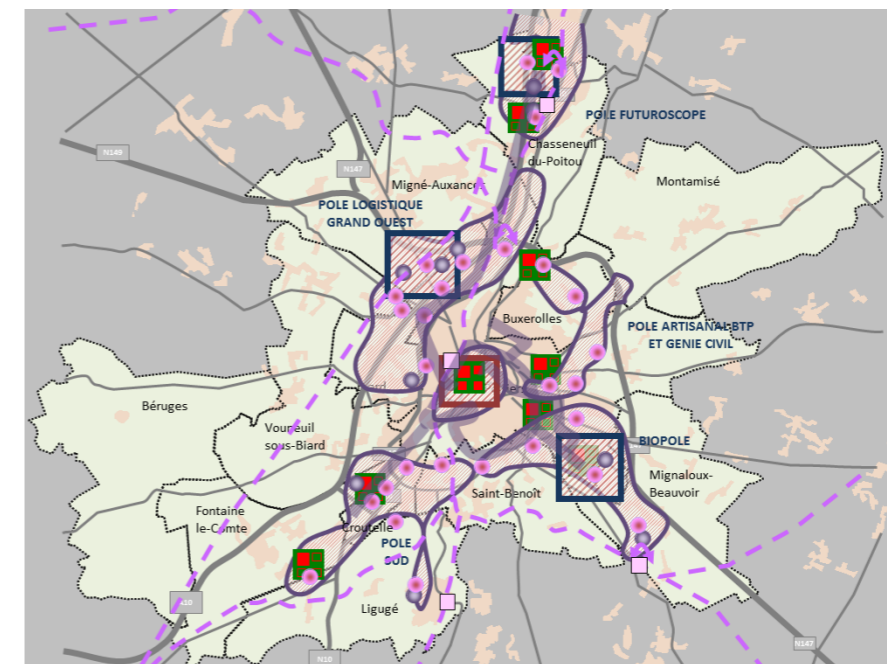 POLE FUTUROSCOPE
Chasseneuil
du-Poitou
N149
N147
Migné-Auxances
Montamisé
POLE LOGISTIQUE
GRAND OUEST
Buxerolles
POLE ARTISANAL BTP
ET GENIE CIVIL
Béruges
Vouneuil
sous-Biard
BIOPOLE
Mignaloux-
Beauvoir
Saint-Benoît
Fontaine
le-Comte
Croutelle
POLE
SUD
A10
Ligugé
N147
N10